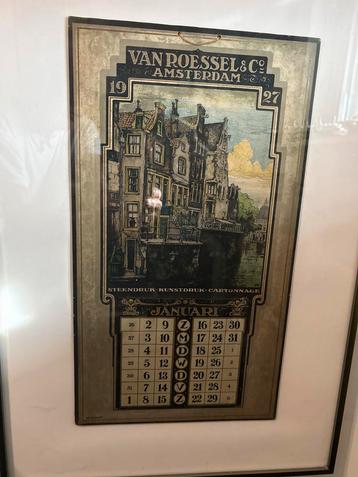 VAN ROESSEL & Cº
AMSTERDAM
19 27
STEENDRUK·KUNSTDRUK·CARTONNAGE
JANUARI
26 2 9 Z 16 23 30
27 3 10 M 17 24 31
28 4 11 D 18 25 1
29 5 12 W 19 26 2
30 6 13 D 20 27 3
31 7 14 V 21 28 4
1 8 15 Z 22 29 5